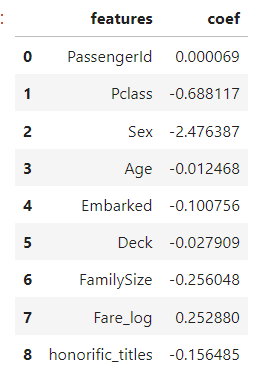 :
features coef
0 PassengerId 0.000069
1 Pclass -0.688117
2 Sex -2.476387
3 Age -0.012468
4 Embarked -0.100756
5 Deck -0.027909
6 FamilySize -0.256048
7 Fare_log 0.252880
8 honorific_titles -0.156485